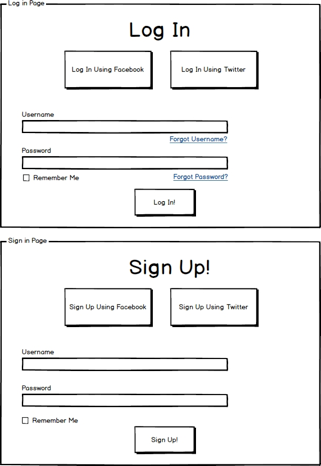 Log in Page
Log In
Log In Using Facebook
Log In Using Twitter
Username
Forgot Username?
Password
Remember Me
Forgot Password?
Log In!
Sign in Page
Sign Up!
Sign Up Using Facebook
Sign Up Using Twitter
Username
Password
Remember Me
Sign Up!